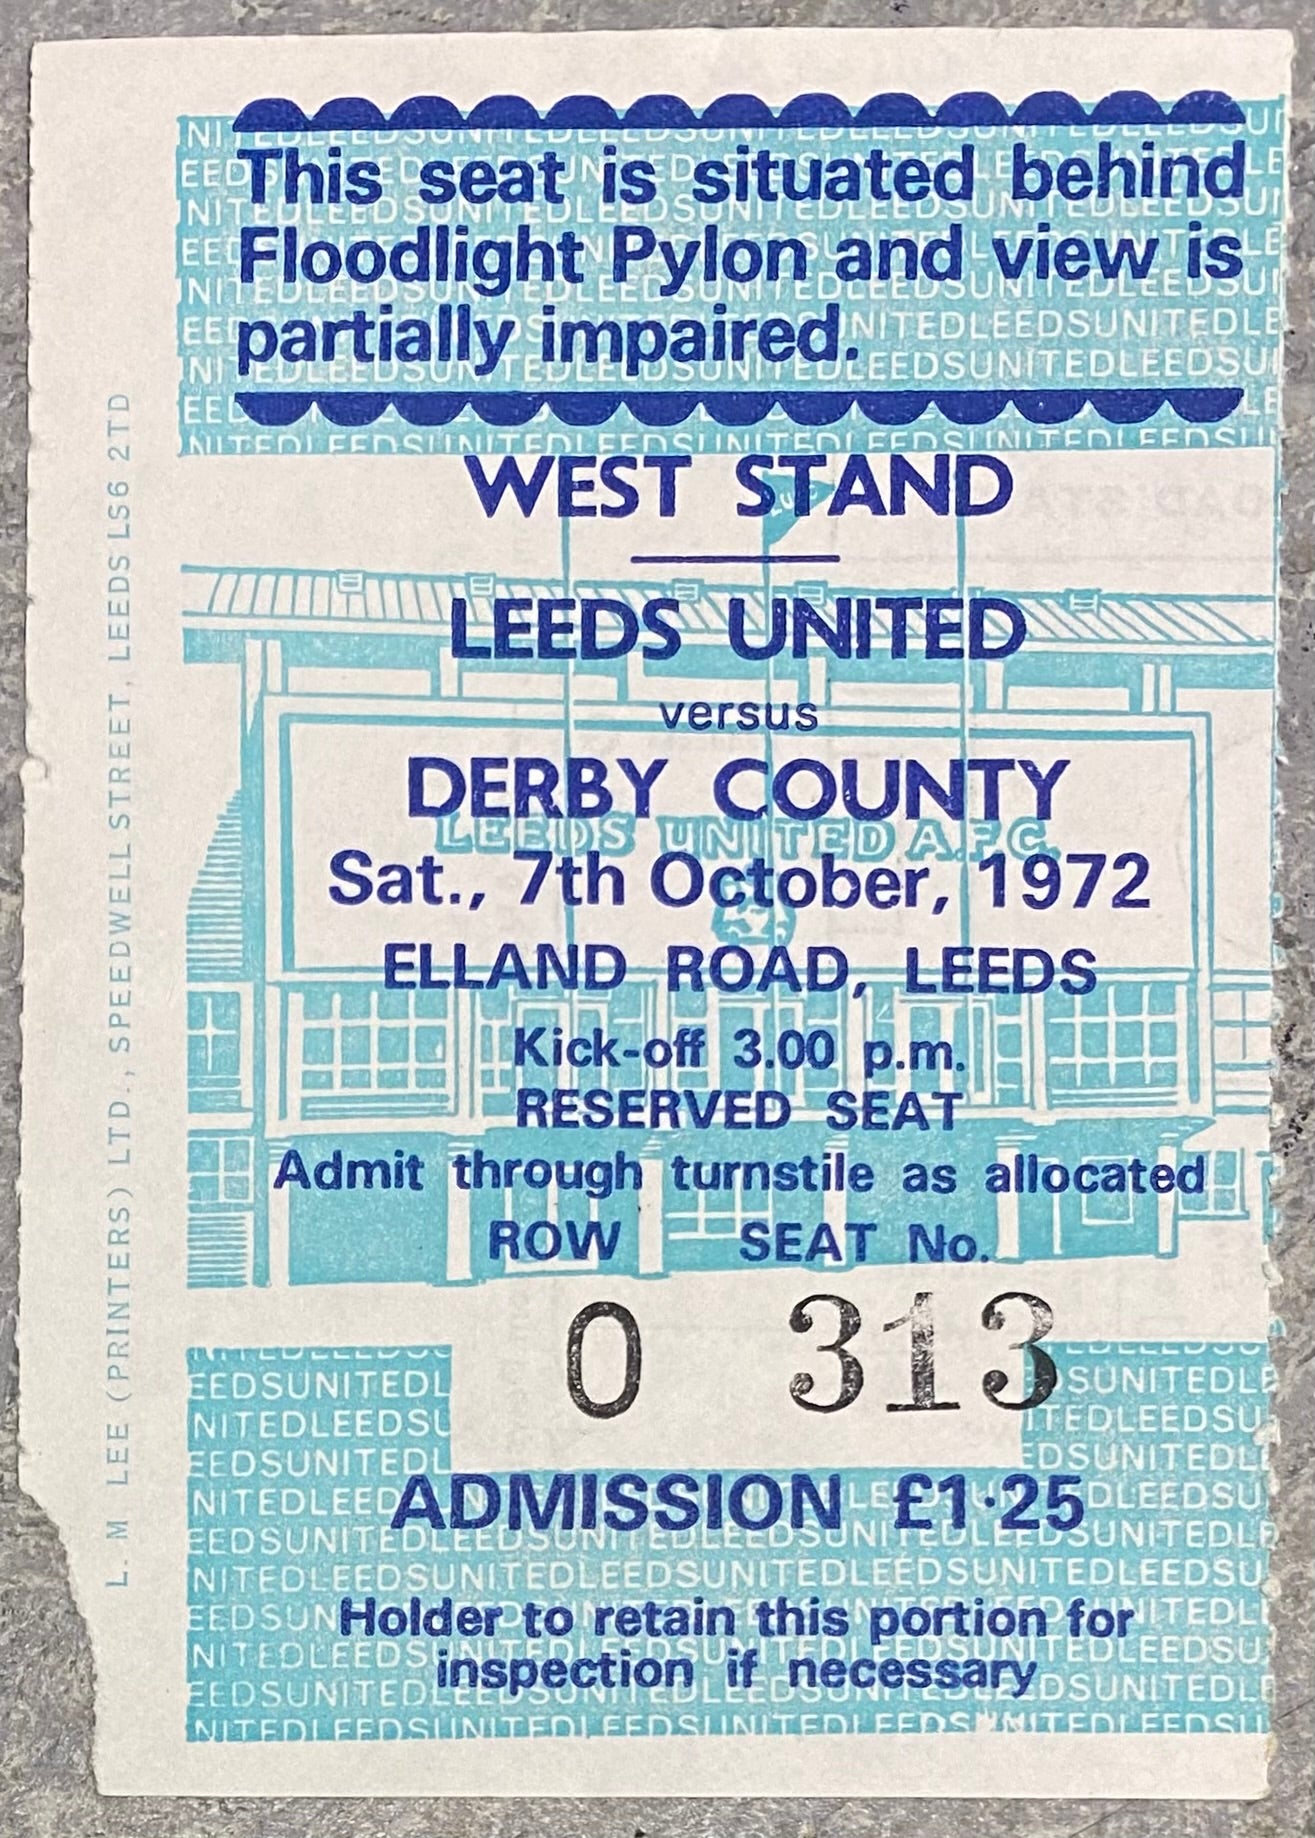 This seat is situated behind
Floodlight Pylon and view is
partially impaired.
WEST STAND
LUFC
LEEDS UNITED
versus
DERBY COUNTY
LEEDS UNITED A.F.C.
Sat., 7th October, 1972
ELLAND ROAD, LEEDS
Kick-off 3.00 p.m.
RESERVED SEAT
Admit through turnstile as allocated
ROW SEAT No.
O 313
ADMISSION £1·25
Holder to retain this portion for
inspection if necessary
L. M LEE (PRINTERS) LTD., SPEEDWELL STREET, LEEDS LS6 2TD